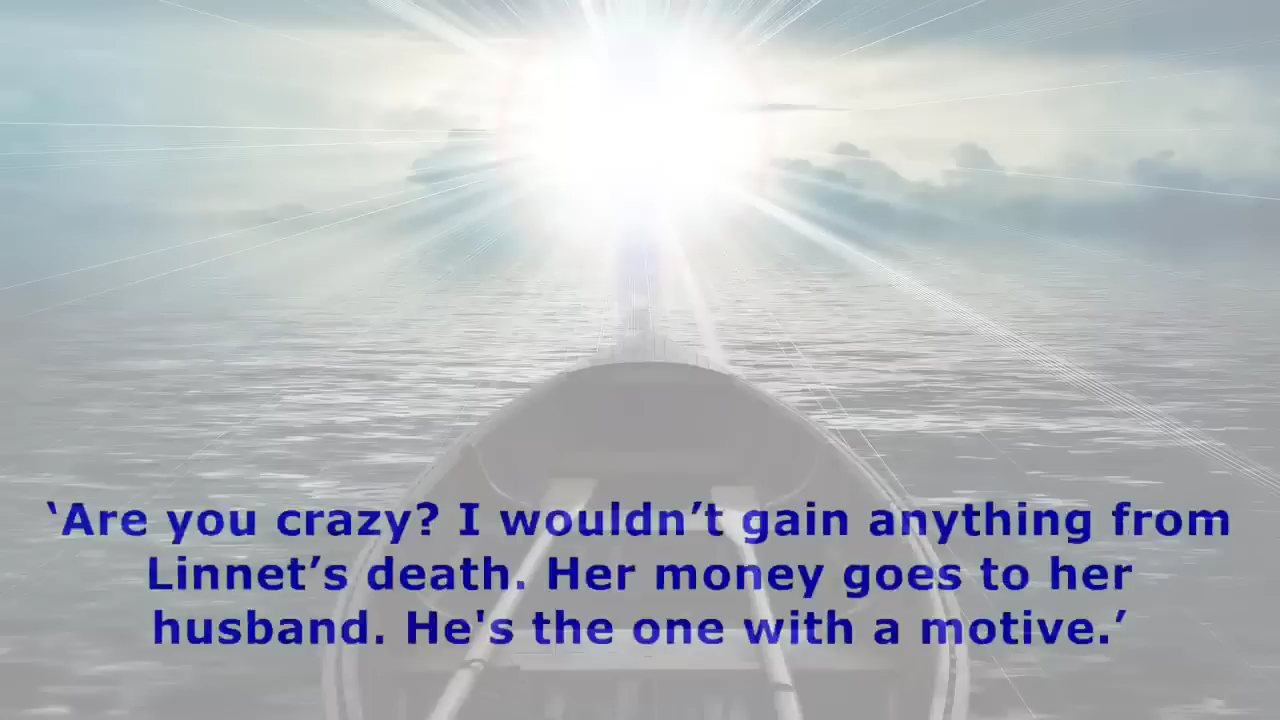 ‘Are you crazy? I wouldn’t gain anything from
Linnet’s death. Her money goes to her
husband. He's the one with a motive.’